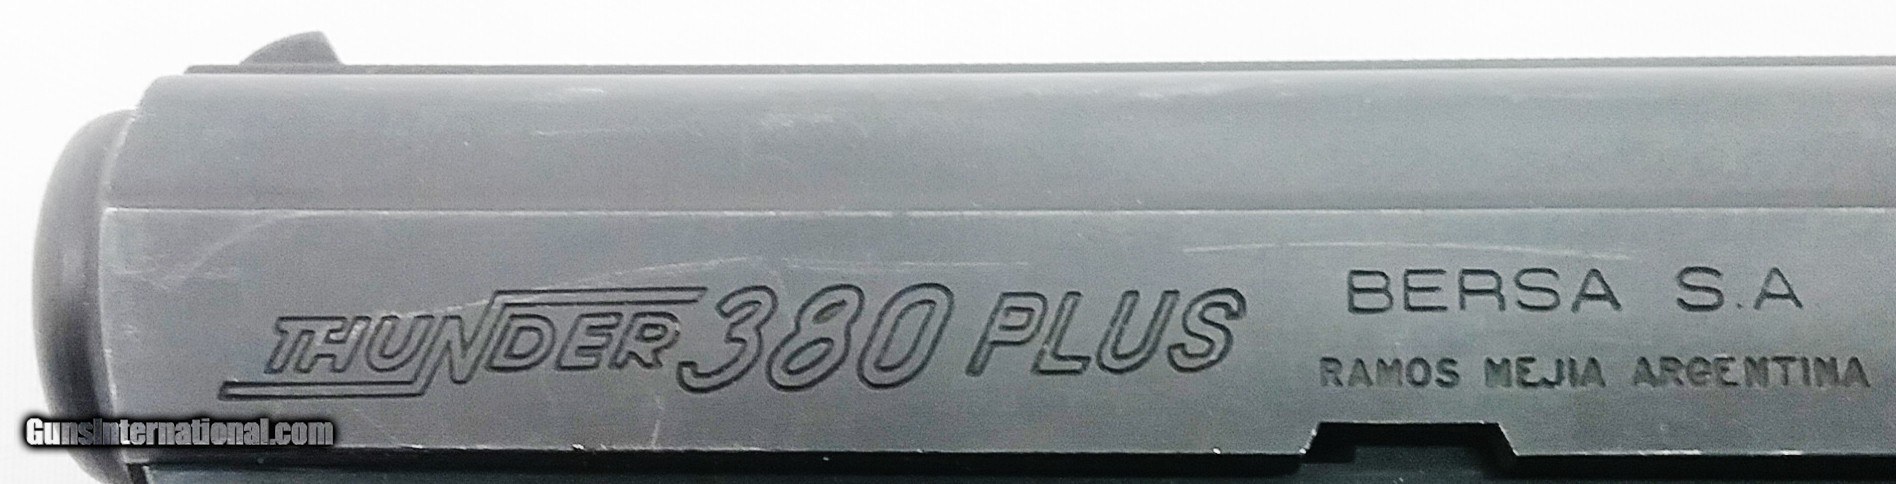 THUNDER 380 PLUS
BERSA S.A
RAMOS MEJIA ARGENTINA
GunsInternational.com